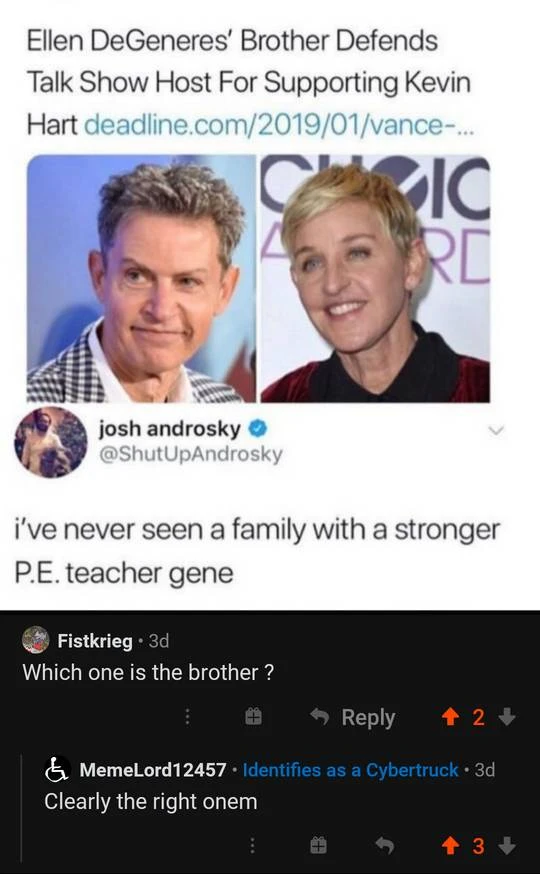 Ellen DeGeneres' Brother Defends
Talk Show Host For Supporting Kevin
Hart deadline.com/2019/01/vance-...
josh androsky
@ShutUpAndrosky
i've never seen a family with a stronger
P.E. teacher gene
Fistkrieg • 3d
Which one is the brother ?
Reply 2
MemeLord12457 • Identifies as a Cybertruck • 3d
Clearly the right onem
3